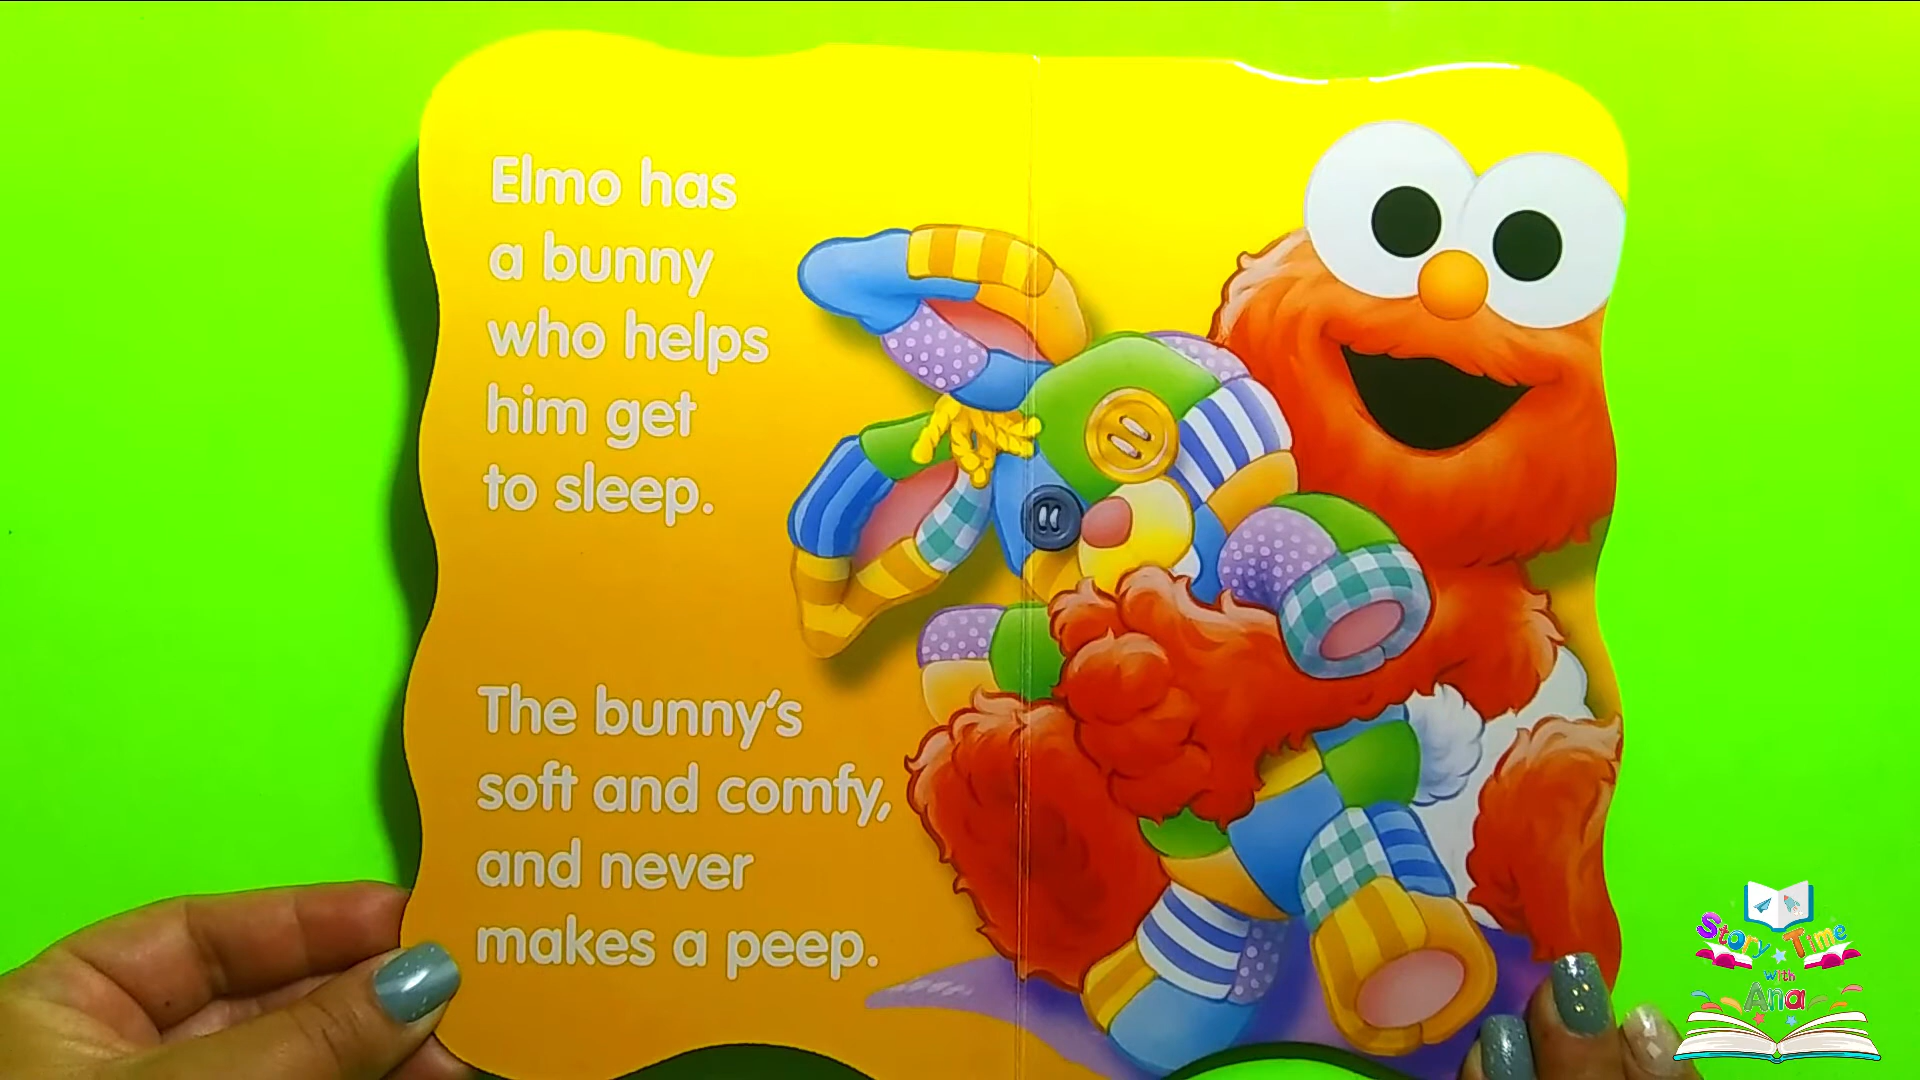 Elmo has
a bunny
who helps
him get
to sleep.
The bunny's
soft and comfy,
and never
makes a peep.
Story Time
with
Ana